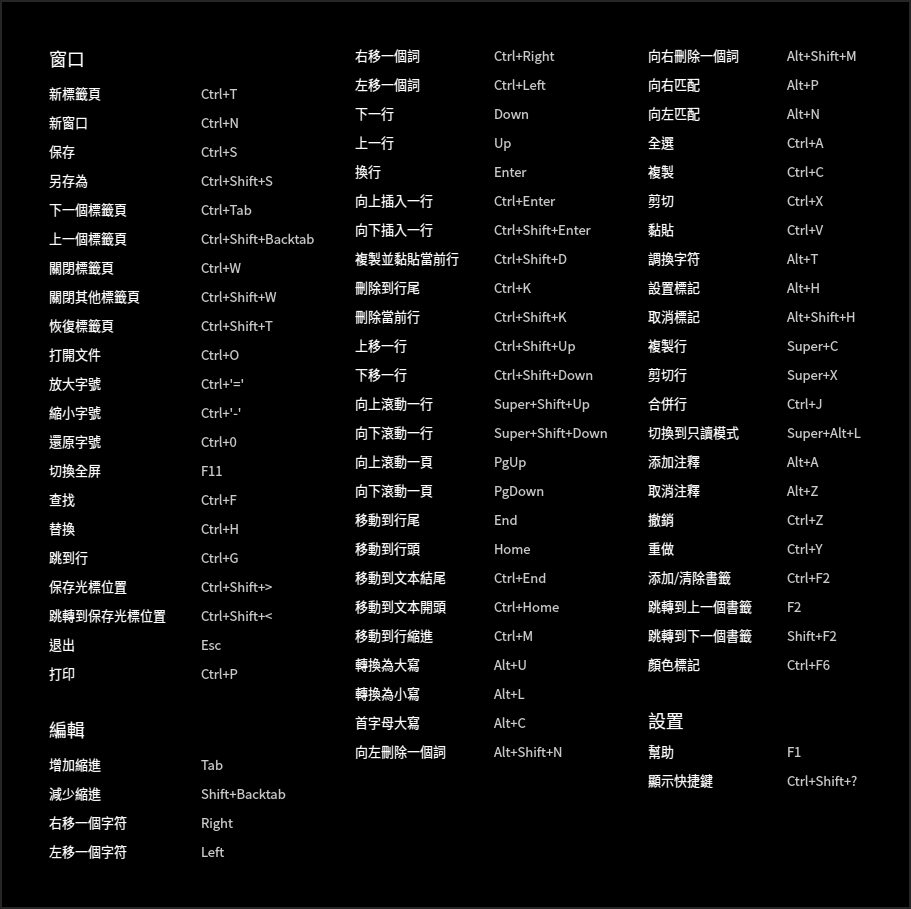 窗口
新標籤頁 Ctrl+T
新窗口 Ctrl+N
保存 Ctrl+S
另存為 Ctrl+Shift+S
下一個標籤頁 Ctrl+Tab
上一個標籤頁 Ctrl+Shift+Backtab
關閉標籤頁 Ctrl+W
關閉其他標籤頁 Ctrl+Shift+W
恢復標籤頁 Ctrl+Shift+T
打開文件 Ctrl+O
放大字號 Ctrl+'='
縮小字號 Ctrl+'-'
還原字號 Ctrl+0
切換全屏 F11
查找 Ctrl+F
替換 Ctrl+H
跳到行 Ctrl+G
保存光標位置 Ctrl+Shift+>
跳轉到保存光標位置 Ctrl+Shift+<
退出 Esc
打印 Ctrl+P
編輯
增加縮進 Tab
減少縮進 Shift+Backtab
右移一個字符 Right
左移一個字符 Left
右移一個詞 Ctrl+Right
左移一個詞 Ctrl+Left
下一行 Down
上一行 Up
換行 Enter
向上插入一行 Ctrl+Enter
向下插入一行 Ctrl+Shift+Enter
複製並黏貼當前行 Ctrl+Shift+D
刪除到行尾 Ctrl+K
刪除當前行 Ctrl+Shift+K
上移一行 Ctrl+Shift+Up
下移一行 Ctrl+Shift+Down
向上滾動一行 Super+Shift+Up
向下滾動一行 Super+Shift+Down
向上滾動一頁 PgUp
向下滾動一頁 PgDown
移動到行尾 End
移動到行頭 Home
移動到文本結尾 Ctrl+End
移動到文本開頭 Ctrl+Home
移動到行縮進 Ctrl+M
轉換為大寫 Alt+U
轉換為小寫 Alt+L
首字母大寫 Alt+C
向左刪除一個詞 Alt+Shift+N
向右刪除一個詞 Alt+Shift+M
向右匹配 Alt+P
向左匹配 Alt+N
全選 Ctrl+A
複製 Ctrl+C
剪切 Ctrl+X
黏貼 Ctrl+V
調換字符 Alt+T
設置標記 Alt+H
取消標記 Alt+Shift+H
複製行 Super+C
剪切行 Super+X
合併行 Ctrl+J
切換到只讀模式 Super+Alt+L
添加注釋 Alt+A
取消注釋 Alt+Z
撤銷 Ctrl+Z
重做 Ctrl+Y
添加/清除書籤 Ctrl+F2
跳轉到上一個書籤 F2
跳轉到下一個書籤 Shift+F2
顏色標記 Ctrl+F6
設置
幫助 F1
顯示快捷鍵 Ctrl+Shift+?